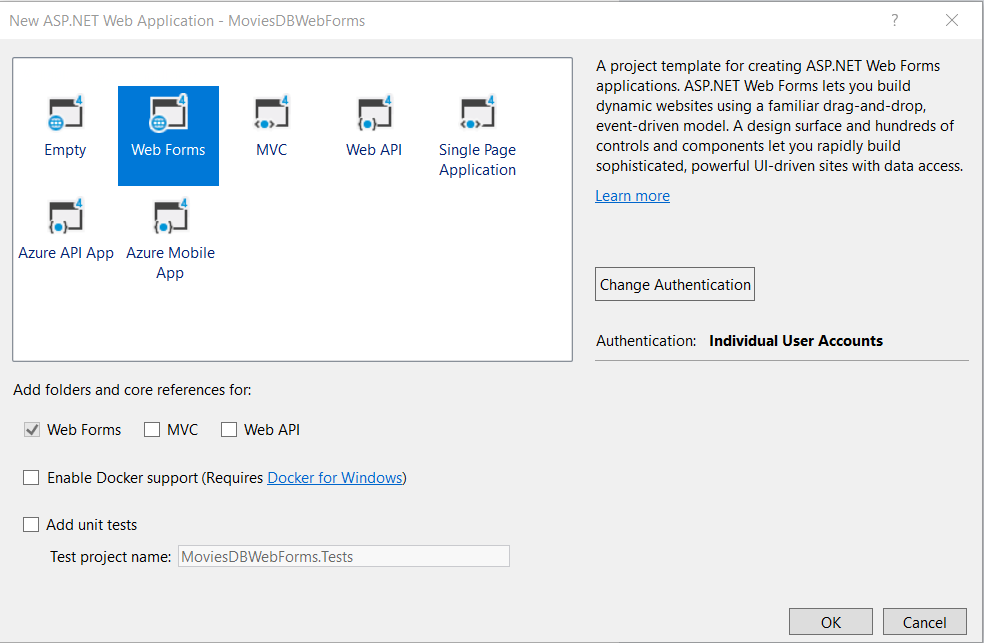 New ASP.NET Web Application - MoviesDBWebForms
?
4 4 4 4 4
Empty Web Forms MVC Web API Single Page
Application
4 4
Azure API App Azure Mobile
App
A project template for creating ASP.NET Web Forms
applications. ASP.NET Web Forms lets you build
dynamic websites using a familiar drag-and-drop,
event-driven model. A design surface and hundreds of
controls and components let you rapidly build
sophisticated, powerful UI-driven sites with data access.
Learn more
Change Authentication
Authentication: Individual User Accounts
Add folders and core references for:
Web Forms MVC Web API
Enable Docker support (Requires Docker for Windows)
Add unit tests
Test project name: MoviesDBWebForms.Tests
OK Cancel